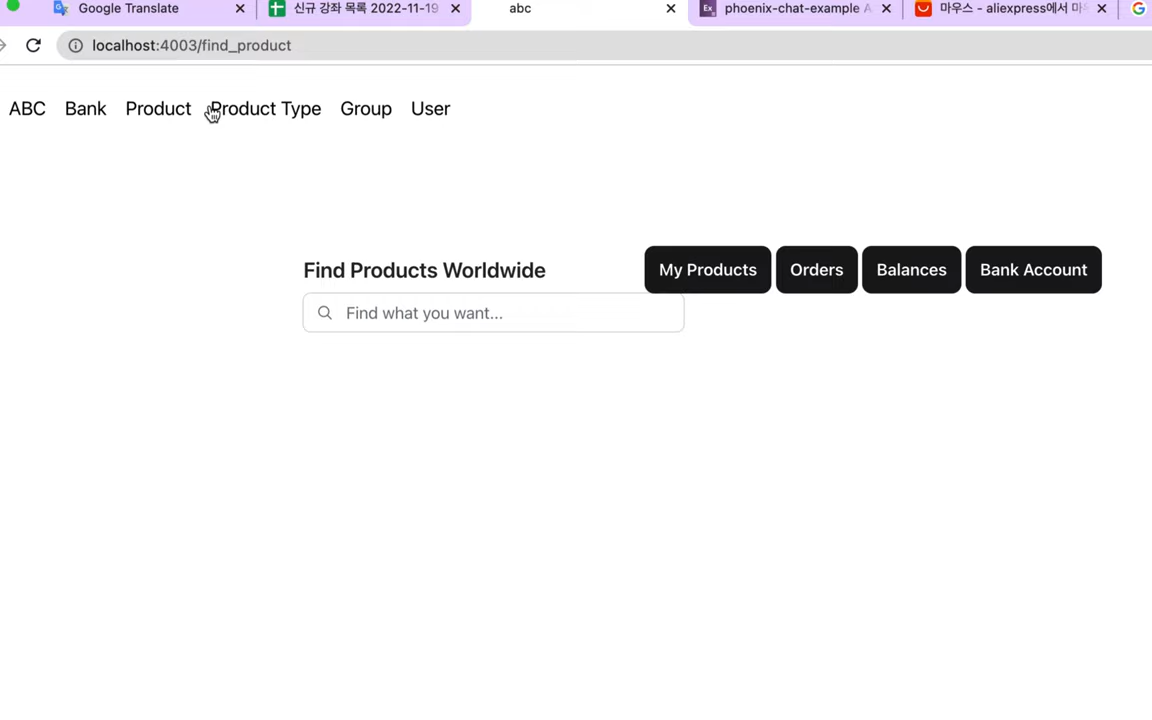 Google Translate
신규 강좌 목록 2022-11-19
abc
phoenix-chat-example
마우스 - aliexpress에서
localhost:4003/find_product
ABC Bank Product Product Type Group User
Find Products Worldwide
My Products Orders Balances Bank Account
Find what you want...